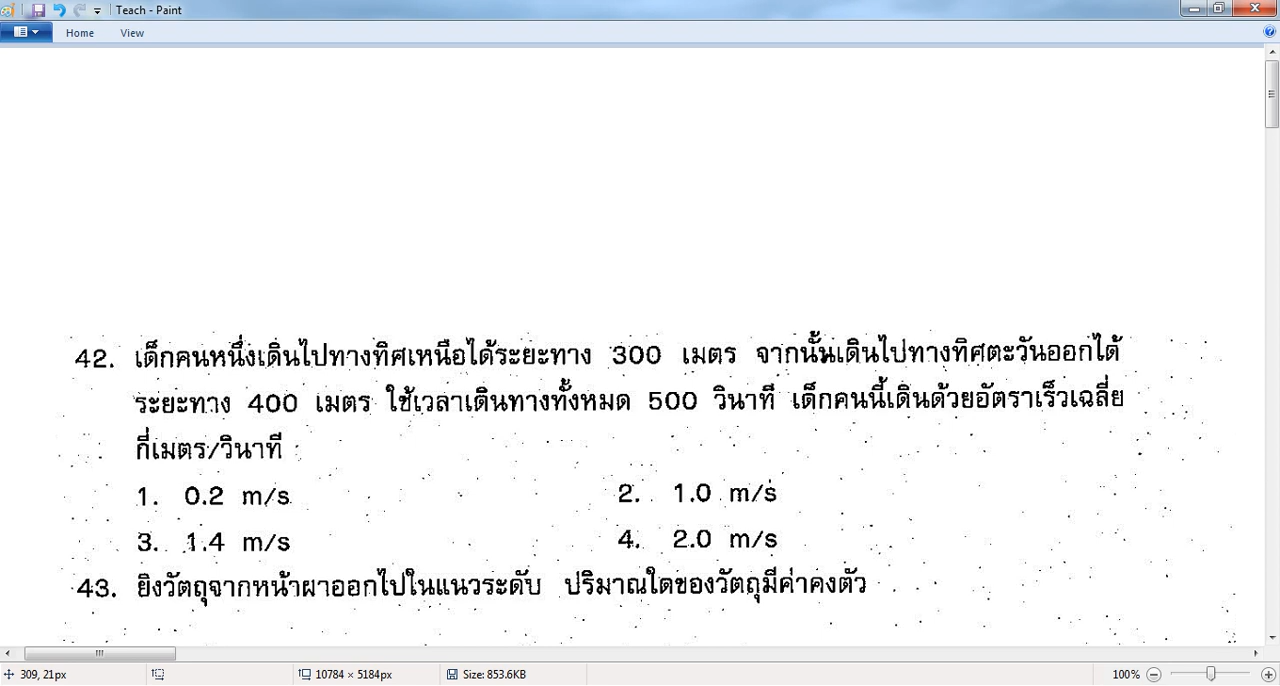 Teach - Paint
Home View
42. เด็กคนหนึ่งเดินไปทางทิศเหนือได้ระยะทาง 300 เมตร จากนั้นเดินไปทางทิศตะวันออกได้
ระยะทาง 400 เมตร ใช้เวลาเดินทางทั้งหมด 500 วินาที เด็กคนนี้เดินด้วยอัตราเร็วเฉลี่ย
กี่เมตร/วินาที
1. 0.2 m/s 2. 1.0 m/s
3. 1.4 m/s 4. 2.0 m/s
43. ยิงวัตถุจากหน้าผาออกไปในแนวระดับ ปริมาณใดของวัตถุมีค่าคงตัว
309, 21px 10784 × 5184px Size: 853.6KB 100%